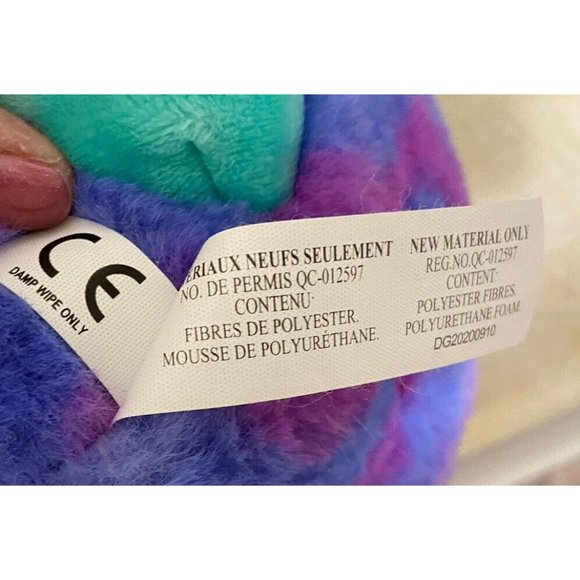 CE
DAMP WIPE ONLY
ÉRIAUX NEUFS SEULEMENT
NO. DE PERMIS QC-012597
CONTENU:
FIBRES DE POLYESTER.
MOUSSE DE POLYURÉTHANE.
NEW MATERIAL ONLY
REG.NO.QC-012597
CONTENT:
POLYESTER FIBRES.
POLYURETHANE FOAM.
DG20200910